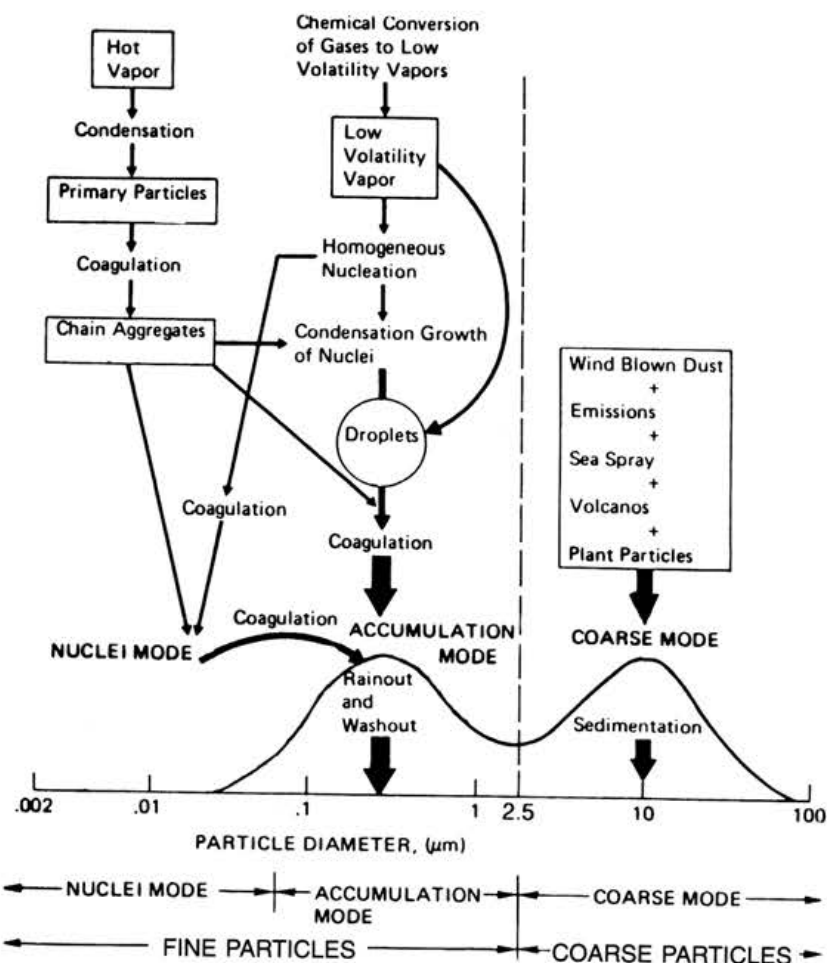 Hot
Vapor
Condensation
Primary Particles
Coagulation
Chain Aggregates
Chemical Conversion
of Gases to Low
Volatility Vapors
Low
Volatility
Vapor
Homogeneous
Nucleation
Condensation Growth
of Nuclei
Droplets
Coagulation
Coagulation
Wind Blown Dust
+
Emissions
+
Sea Spray
+
Volcanos
+
Plant Particles
Coagulation
NUCLEI MODE
ACCUMULATION
MODE
COARSE MODE
Rainout
and
Washout
Sedimentation
.002 .01 .1 1 2.5 10 100
PARTICLE DIAMETER, (µm)
NUCLEI MODE
ACCUMULATION
MODE
COARSE MODE
FINE PARTICLES
COARSE PARTICLES